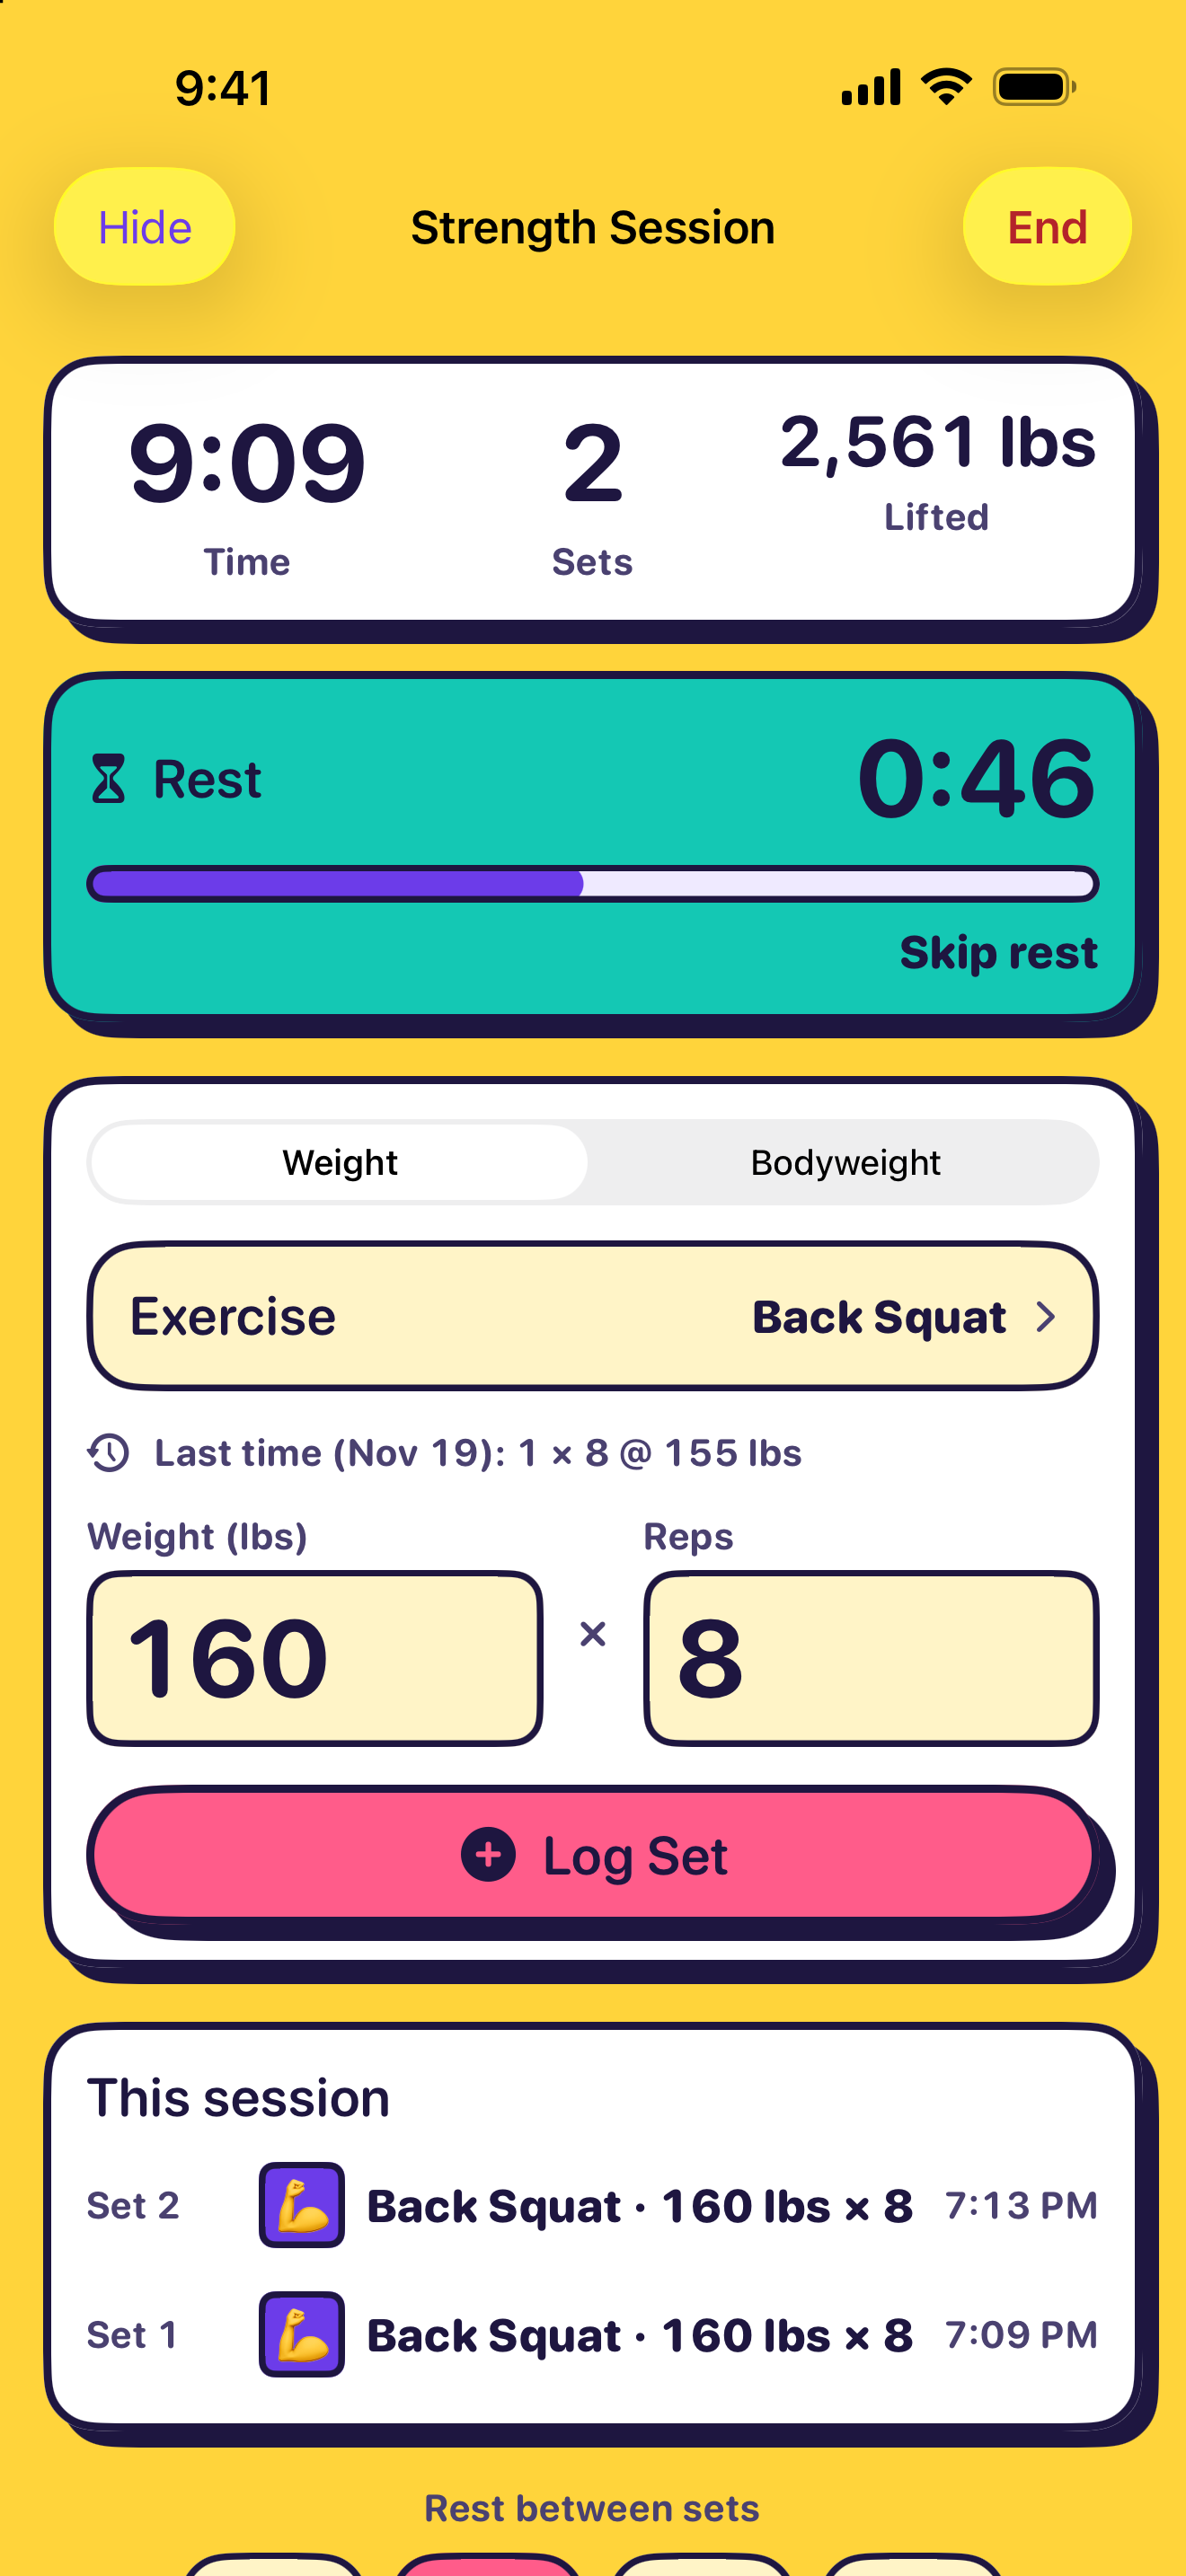 9:41
Hide
Strength Session
End
9:09
2
2,561 lbs
Time
Sets
Lifted
Rest
0:46
Skip rest
Weight
Bodyweight
Exercise
Back Squat
Last time (Nov 19): 1 × 8 @ 155 lbs
Weight (lbs)
Reps
160
×
8
Log Set
This session
Set 2
Back Squat · 160 lbs × 8
7:13 PM
Set 1
Back Squat · 160 lbs × 8
7:09 PM
Rest between sets